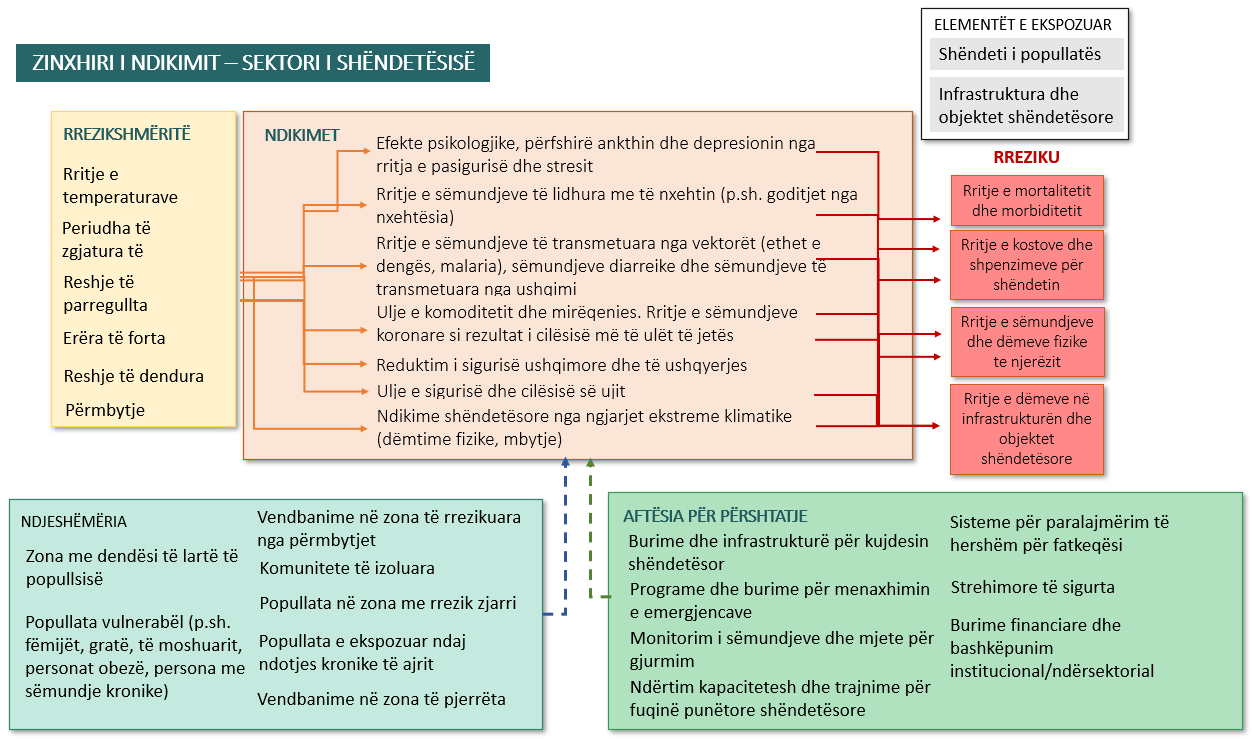 ZINXHIRI I NDIKIMIT – SEKTORI I SHËNDETËSISË
ELEMENTËT E EKSPOZUAR
Shëndeti i popullatës
Infrastruktura dhe
objektet shëndetësore
RREZIKSHMËRITË
Rritje e
temperaturave
Periudha të
zgjatura të
Reshje të
parregullta
Erëra të forta
Reshje të dendura
Përmbytje
NDIKIMET
Efekte psikologjike, përfshirë ankthin dhe depresionin nga
rritja e pasigurisë dhe stresit
Rritje e sëmundjeve të lidhura me të nxehtin (p.sh. goditjet nga
nxehtësia)
Rritje e sëmundjeve të transmetuara nga vektorët (ethet e
dengës, malaria), sëmundjeve diarreike dhe sëmundjeve të
transmetuara nga ushqimi
Ulje e komoditetit dhe mirëqenies. Rritje e sëmundjeve
koronare si rezultat i cilësisë më të ulët të jetës
Reduktim i sigurisë ushqimore dhe të ushqyerjes
Ulje e sigurisë dhe cilësisë së ujit
Ndikime shëndetësore nga ngjarjet ekstreme klimatike
(dëmtime fizike, mbytje)
RREZIKU
Rritje e mortalitetit
dhe morbiditetit
Rritje e kostove dhe
shpenzimeve për
shëndetin
Rritje e sëmundjeve
dhe dëmeve fizike
te njerëzit
Rritje e dëmeve në
infrastrukturën dhe
objektet
shëndetësore
NDJESHËMËRIA
Zona me dendësi të lartë të
popullsisë
Popullata vulnerabël (p.sh.
fëmijët, gratë, të moshuarit,
personat obezë, persona me
sëmundje kronike)
Vendbanime në zona të rrezikuara
nga përmbytjet
Komunitete të izoluara
Popullata në zona me rrezik zjarri
Popullata e ekspozuar ndaj
ndotjes kronike të ajrit
Vendbanime në zona të pjerrëta
AFTËSIA PËR PËRSHTATJE
Burime dhe infrastrukturë për kujdesin
shëndetësor
Programe dhe burime për menaxhimin
e emergjencave
Monitorim i sëmundjeve dhe mjete për
gjurmim
Ndërtim kapacitetesh dhe trajnime për
fuqinë punëtore shëndetësore
Sisteme për paralajmërim të
hershëm për fatkeqësi
Strehimore të sigurta
Burime financiare dhe
bashkëpunim
institucional/ndërsektorial